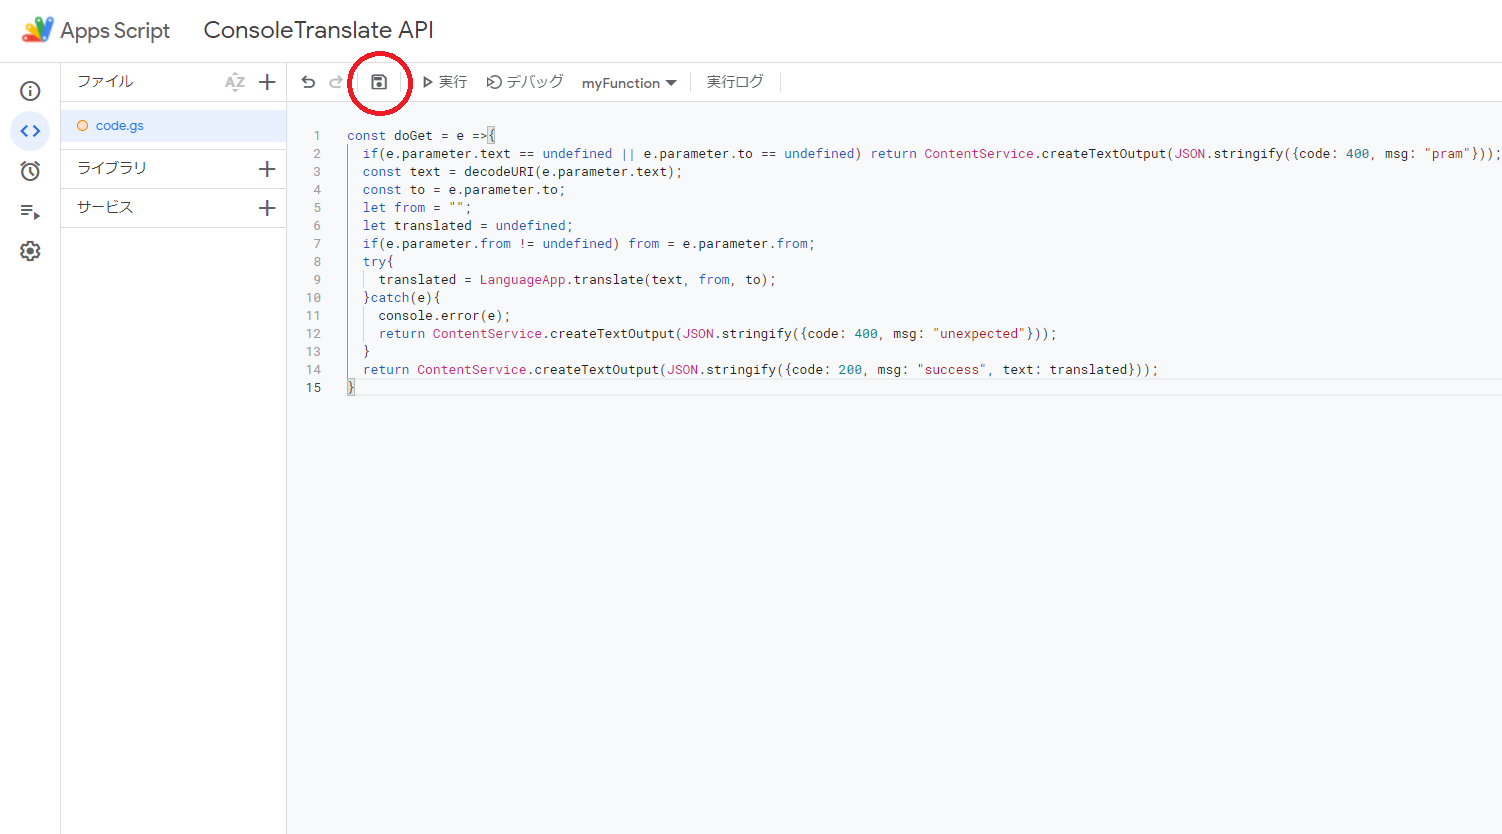 Apps Script ConsoleTranslate API
ファイル AZ
実行 デバッグ myFunction 実行ログ
code.gs
ライブラリ
サービス
1 const doGet = e =>{
2 if(e.parameter.text == undefined || e.parameter.to == undefined) return ContentService.createTextOutput(JSON.stringify({code: 400, msg: "pram"}));
3 const text = decodeURI(e.parameter.text);
4 const to = e.parameter.to;
5 let from = "";
6 let translated = undefined;
7 if(e.parameter.from != undefined) from = e.parameter.from;
8 try{
9 translated = LanguageApp.translate(text, from, to);
10 }catch(e){
11 console.error(e);
12 return ContentService.createTextOutput(JSON.stringify({code: 400, msg: "unexpected"}));
13 }
14 return ContentService.createTextOutput(JSON.stringify({code: 200, msg: "success", text: translated}));
15 }